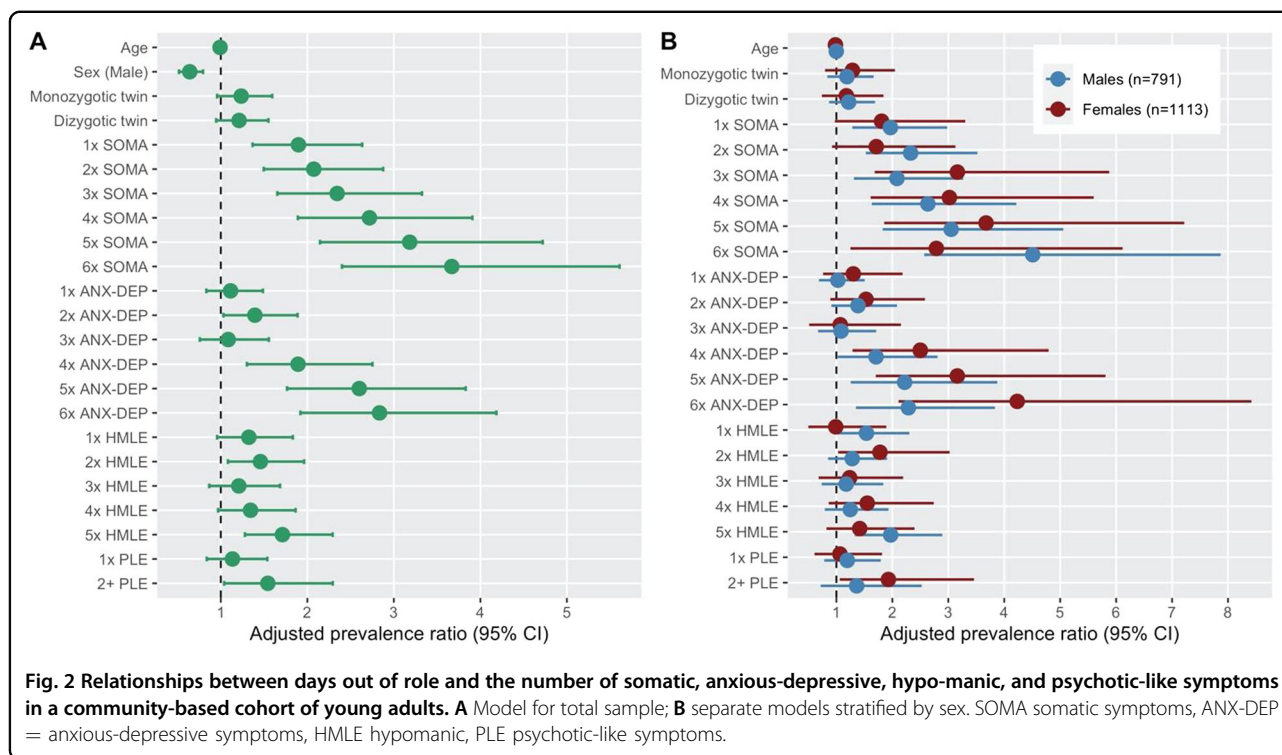 A
Age
Sex (Male)
Monozygotic twin
Dizygotic twin
1x SOMA
2x SOMA
3x SOMA
4x SOMA
5x SOMA
6x SOMA
1x ANX-DEP
2x ANX-DEP
3x ANX-DEP
4x ANX-DEP
5x ANX-DEP
6x ANX-DEP
1x HMLE
2x HMLE
3x HMLE
4x HMLE
5x HMLE
1x PLE
2+ PLE
1 2 3 4 5
Adjusted prevalence ratio (95% CI)
B
Age
Monozygotic twin
Dizygotic twin
1x SOMA
2x SOMA
3x SOMA
4x SOMA
5x SOMA
6x SOMA
1x ANX-DEP
2x ANX-DEP
3x ANX-DEP
4x ANX-DEP
5x ANX-DEP
6x ANX-DEP
1x HMLE
2x HMLE
3x HMLE
4x HMLE
5x HMLE
1x PLE
2+ PLE
Males (n=791)
Females (n=1113)
1 2 3 4 5 6 7 8
Adjusted prevalence ratio (95% CI)
Fig. 2 Relationships between days out of role and the number of somatic, anxious-depressive, hypo-manic, and psychotic-like symptoms
in a community-based cohort of young adults. A Model for total sample; B separate models stratified by sex. SOMA somatic symptoms, ANX-DEP
= anxious-depressive symptoms, HMLE hypomanic, PLE psychotic-like symptoms.